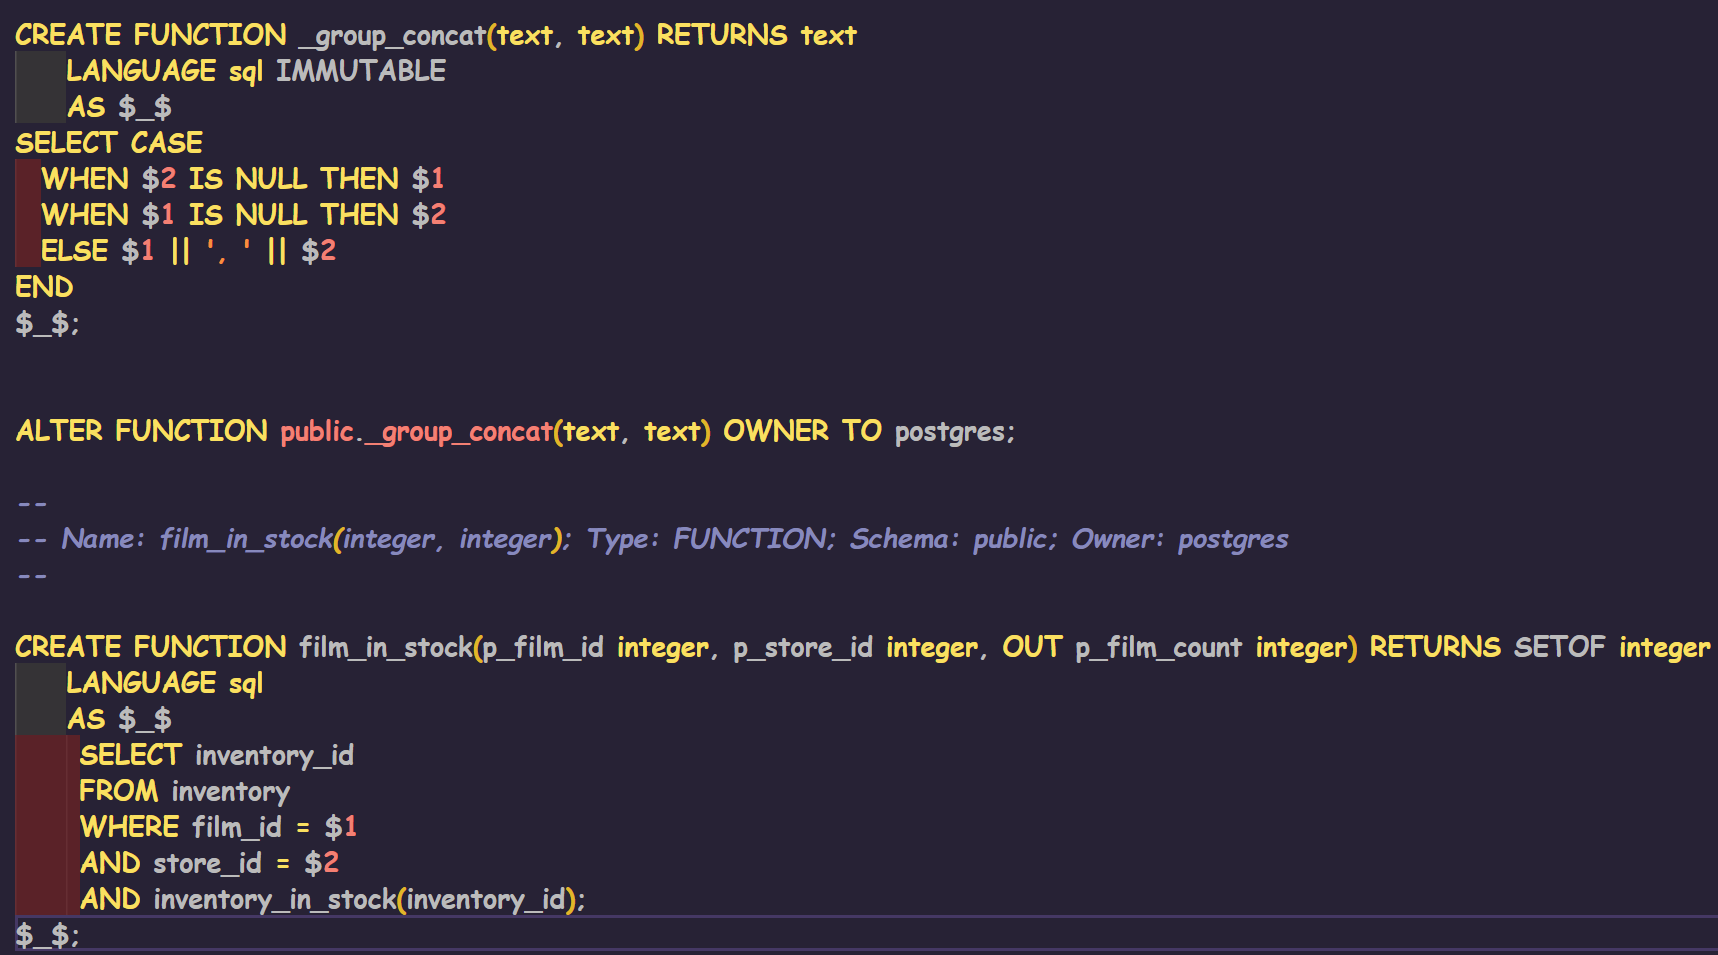 CREATE FUNCTION _group_concat(text, text) RETURNS text
    LANGUAGE sql IMMUTABLE
    AS $_$
SELECT CASE
  WHEN $2 IS NULL THEN $1
  WHEN $1 IS NULL THEN $2
  ELSE $1 || ', ' || $2
END
$_$;
ALTER FUNCTION public._group_concat(text, text) OWNER TO postgres;
--
-- Name: film_in_stock(integer, integer); Type: FUNCTION; Schema: public; Owner: postgres
--
CREATE FUNCTION film_in_stock(p_film_id integer, p_store_id integer, OUT p_film_count integer) RETURNS SETOF integer
    LANGUAGE sql
    AS $_$
     SELECT inventory_id
     FROM inventory
     WHERE film_id = $1
     AND store_id = $2
     AND inventory_in_stock(inventory_id);
$_$;